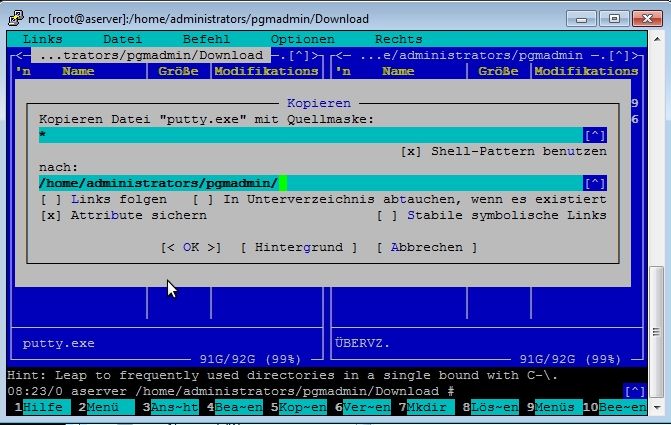 mc [root@aserver]:/home/administrators/pgmadmin/Download
Links Datei Befehl Optionen Rechts
<─ ...trators/pgmadmin/Download ─.[^]> <─ ...e/administrators/pgmadmin ─.[^]>
'n Name Größe Modifikations 'n Name Größe Modifikations
Kopieren
9
Kopieren Datei "putty.exe" mit Quellmaske:
6
* [^]
[x] Shell-Pattern benutzen
nach:
/home/administrators/pgmadmin/ [^]
[ ] Links folgen [ ] In Unterverzeichnis abtauchen, wenn es existiert
[x] Attribute sichern [ ] Stabile symbolische Links
[< OK >] [ Hintergrund ] [ Abbrechen ]
putty.exe ÜBERVZ.
91G/92G (99%) 91G/92G (99%)
Hint: Leap to frequently used directories in a single bound with C-\.
08:23/0 aserver /home/administrators/pgmadmin/Download # [^]
1Hilfe 2Menü 3Ans~ht 4Bea~en 5Kop~en 6Ver~en 7Mkdir 8Lös~en 9Menüs 10Bee~en